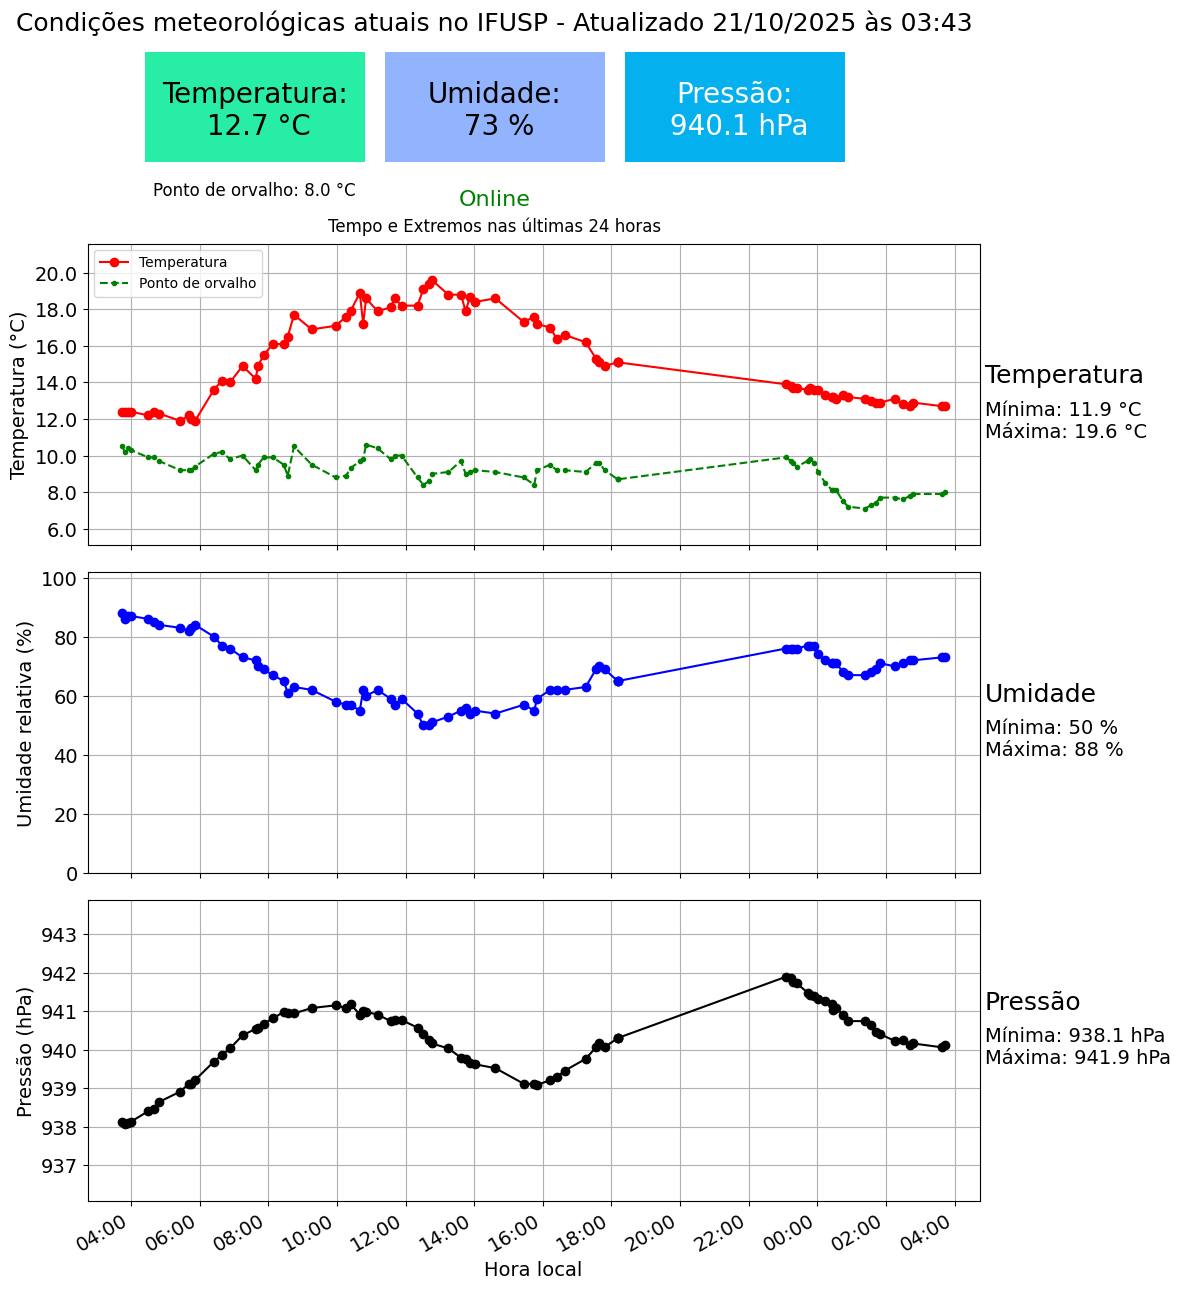 Condições meteorológicas atuais no IFUSP - Atualizado 21/10/2025 às 03:43
Temperatura:
12.7 °C
Umidade:
73 %
Pressão:
940.1 hPa
Ponto de orvalho: 8.0 °C
Online
Tempo e Extremos nas últimas 24 horas
Temperatura
Ponto de orvalho
Temperatura (°C)
20.0
18.0
16.0
14.0
12.0
10.0
8.0
6.0
Temperatura
Mínima: 11.9 °C
Máxima: 19.6 °C
Umidade relativa (%)
100
80
60
40
20
0
Umidade
Mínima: 50 %
Máxima: 88 %
Pressão (hPa)
943
942
941
940
939
938
937
Pressão
Mínima: 938.1 hPa
Máxima: 941.9 hPa
04:00 06:00 08:00 10:00 12:00 14:00 16:00 18:00 20:00 22:00 00:00 02:00 04:00
Hora local